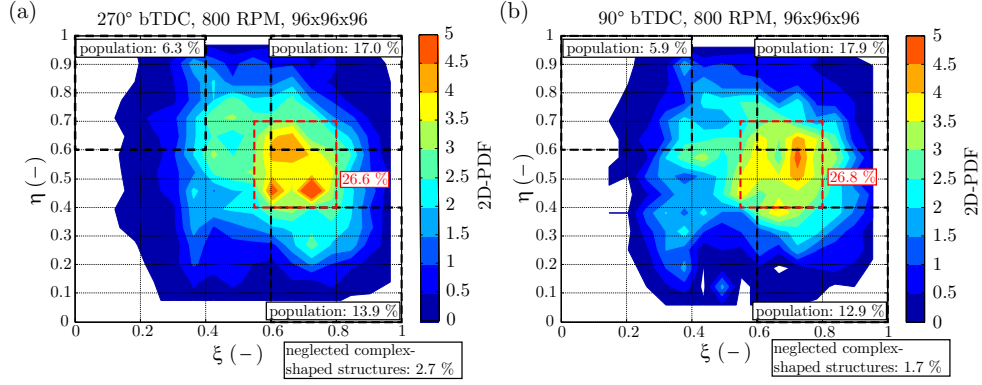 (a)
270° bTDC, 800 RPM, 96x96x96
population: 6.3 %
population: 17.0 %
26.6 %
population: 13.9 %
1
0.9
0.8
0.7
0.6
0.5
0.4
0.3
0.2
0.1
0
η (−)
0
0.2
0.4
0.6
0.8
1
ξ (−)
5
4.5
4
3.5
3
2.5
2
1.5
1
0.5
0
2D-PDF
neglected complex-
shaped structures: 2.7 %
(b)
90° bTDC, 800 RPM, 96x96x96
population: 5.9 %
population: 17.9 %
26.8 %
population: 12.9 %
1
0.9
0.8
0.7
0.6
0.5
0.4
0.3
0.2
0.1
0
η (−)
0
0.2
0.4
0.6
0.8
1
ξ (−)
5
4.5
4
3.5
3
2.5
2
1.5
1
0.5
0
2D-PDF
neglected complex-
shaped structures: 1.7 %